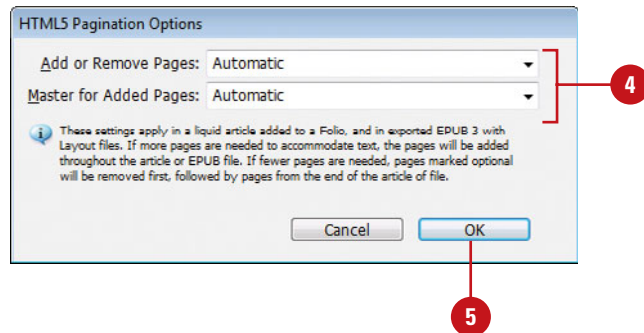 HTML5 Pagination Options
Add or Remove Pages: Automatic
Master for Added Pages: Automatic
4
These settings apply in a liquid article added to a Folio, and in exported EPUB 3 with
Layout files. If more pages are needed to accommodate text, the pages will be added
throughout the article or EPUB file. If fewer pages are needed, pages marked optional
will be removed first, followed by pages from the end of the article of file.
Cancel OK
5